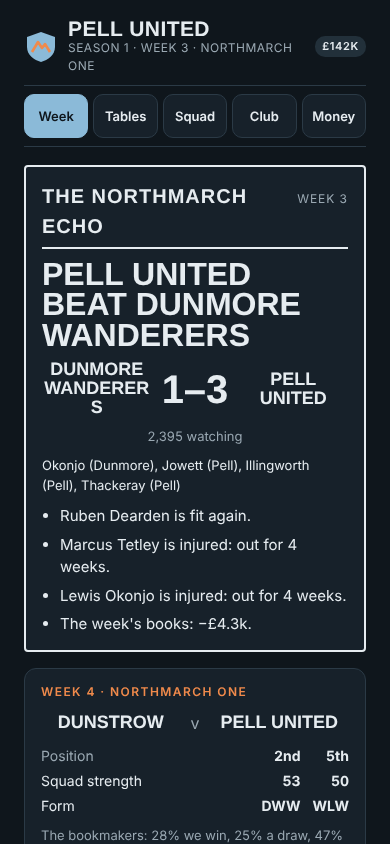 PELL UNITED
SEASON 1 · WEEK 3 · NORTHMARCH
ONE
£142K
Week
Tables
Squad
Club
Money
THE NORTHMARCH
ECHO
WEEK 3
PELL UNITED
BEAT DUNMORE
WANDERERS
DUNMORE
WANDERER
S
1–3
PELL
UNITED
2,395 watching
Okonjo (Dunmore), Jowett (Pell), Illingworth
(Pell), Thackeray (Pell)
• Ruben Dearden is fit again.
• Marcus Tetley is injured: out for 4
weeks.
• Lewis Okonjo is injured: out for 4 weeks.
• The week's books: −£4.3k.
WEEK 4 · NORTHMARCH ONE
DUNSTROW v PELL UNITED
Position 2nd 5th
Squad strength 53 50
Form DWW WLW
The bookmakers: 28% we win, 25% a draw, 47%